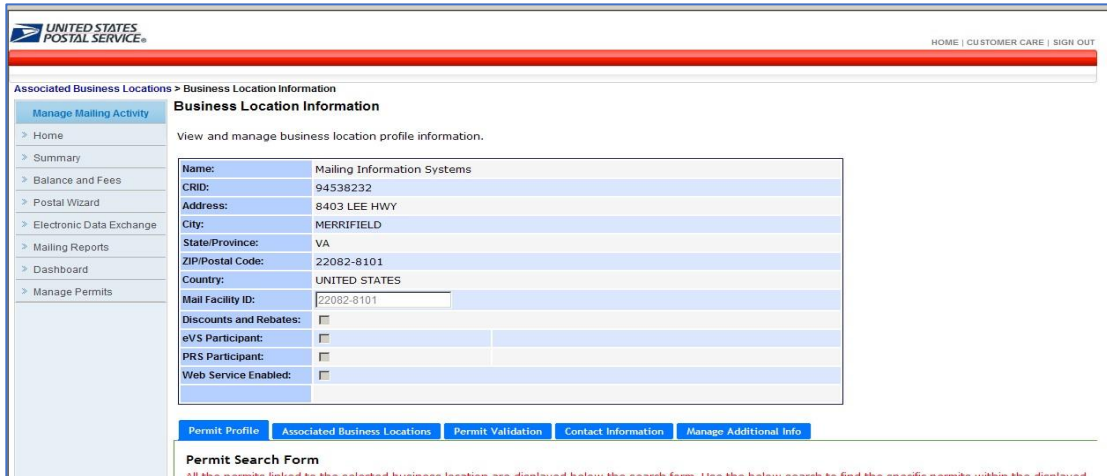 UNITED STATES
POSTAL SERVICE®
HOME | CUSTOMER CARE | SIGN OUT
Associated Business Locations > Business Location Information
Manage Mailing Activity
> Home
> Summary
> Balance and Fees
> Postal Wizard
> Electronic Data Exchange
> Mailing Reports
> Dashboard
> Manage Permits
Business Location Information
View and manage business location profile information.
Name: Mailing Information Systems
CRID: 94538232
Address: 8403 LEE HWY
City: MERRIFIELD
State/Province: VA
ZIP/Postal Code: 22082-8101
Country: UNITED STATES
Mail Facility ID: 22082-8101
Discounts and Rebates:
eVS Participant:
PRS Participant:
Web Service Enabled:
Permit Profile Associated Business Locations Permit Validation Contact Information Manage Additional Info
Permit Search Form
All the permits linked to the selected business location are displayed below the search form. Use the below search to find the specific permits within the displayed